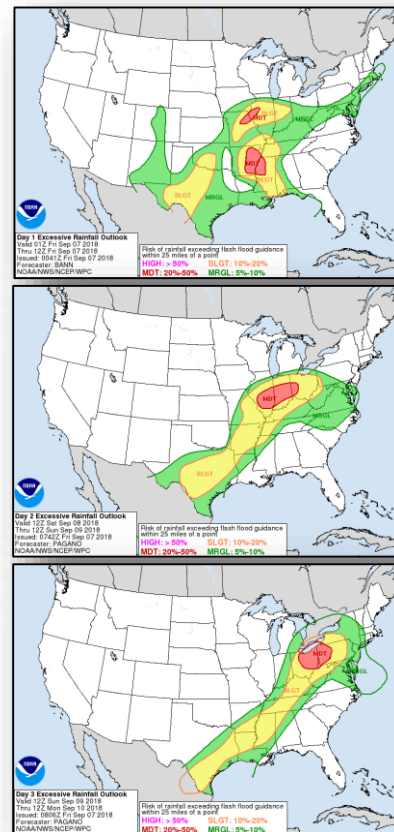 MDT
SLGT
MRGL
MDT
SLGT
SLGT
MRGL
noaa
Day 1 Excessive Rainfall Outlook
Valid 01Z Fri Sep 07 2018
Thru 12Z Fri Sep 07 2018
Issued: 0041Z Fri Sep 07 2018
Forecaster: BANN
NOAA/NWS/NCEP/WPC
Risk of rainfall exceeding flash flood guidance
within 25 miles of a point
HIGH: > 50% SLGT: 10%-20%
MDT: 20%-50% MRGL: 5%-10%
MDT
MRGL
SLGT
noaa
Day 2 Excessive Rainfall Outlook
Valid 12Z Sat Sep 08 2018
Thru 12Z Sun Sep 09 2018
Issued: 0742Z Fri Sep 07 2018
Forecaster: PAGANO
NOAA/NWS/NCEP/WPC
Risk of rainfall exceeding flash flood guidance
within 25 miles of a point
HIGH: > 50% SLGT: 10%-20%
MDT: 20%-50% MRGL: 5%-10%
MDT
MRGL
SLGT
noaa
Day 3 Excessive Rainfall Outlook
Valid 12Z Sun Sep 09 2018
Thru 12Z Mon Sep 10 2018
Issued: 0806Z Fri Sep 07 2018
Forecaster: PAGANO
NOAA/NWS/NCEP/WPC
Risk of rainfall exceeding flash flood guidance
within 25 miles of a point
HIGH: > 50% SLGT: 10%-20%
MDT: 20%-50% MRGL: 5%-10%